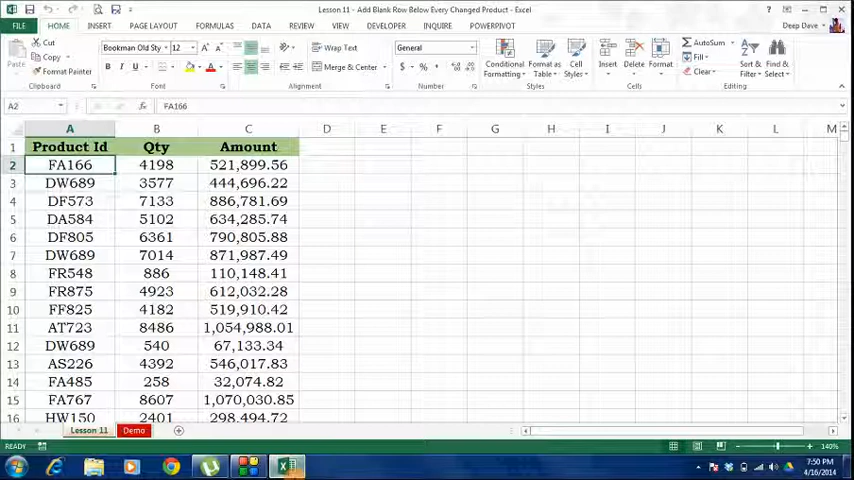 Lesson 11 - Add Blank Row Below Every Changed Product - Excel
FILE HOME INSERT PAGE LAYOUT FORMULAS DATA REVIEW VIEW DEVELOPER INQUIRE POWERPIVOT Deep Dave
Cut
Copy
Format Painter
Paste
Bookman Old Sty 12
B I U
Wrap Text
Merge & Center
General
$ % ,
Conditional Formatting
Format as Table
Cell Styles
Insert Delete Format
AutoSum
Fill
Clear
Sort & Filter
Find & Select
Clipboard Font Alignment Number Styles Cells Editing
A2 fx FA166
A B C D E F G H I J K L M
1 Product Id Qty Amount
2 FA166 4198 521,899.56
3 DW689 3577 444,696.22
4 DF573 7133 886,781.69
5 DA584 5102 634,285.74
6 DF805 6361 790,805.88
7 DW689 7014 871,987.49
8 FR548 886 110,148.41
9 FR875 4923 612,032.28
10 FF825 4182 519,910.42
11 AT723 8486 1,054,988.01
12 DW689 540 67,133.34
13 AS226 4392 546,017.83
14 FA485 258 32,074.82
15 FA767 8607 1,070,030.85
16 HW150 2401 298,494.72
Lesson 11 Demo
READY 140%
7:50 PM
4/16/2014